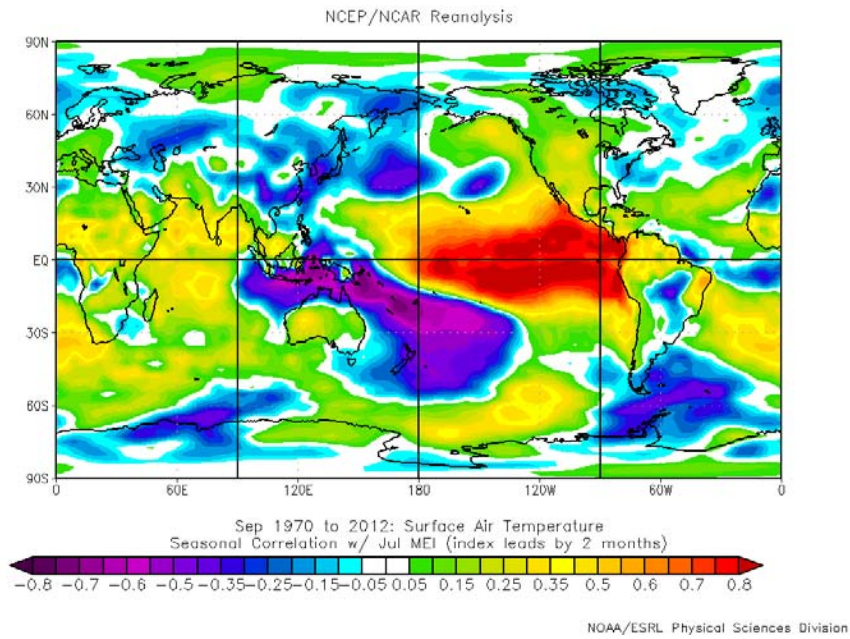 NCEP/NCAR Reanalysis
90N
60N
30N
EQ
30S
60S
90S
0 60E 120E 180 120W 60W 0
Sep 1970 to 2012: Surface Air Temperature
Seasonal Correlation w/ Jul MEI (index leads by 2 months)
-0.8 -0.7 -0.6 -0.5 -0.35 -0.25 -0.15 -0.05 0.05 0.15 0.25 0.35 0.5 0.6 0.7 0.8
NOAA/ESRL Physical Sciences Division